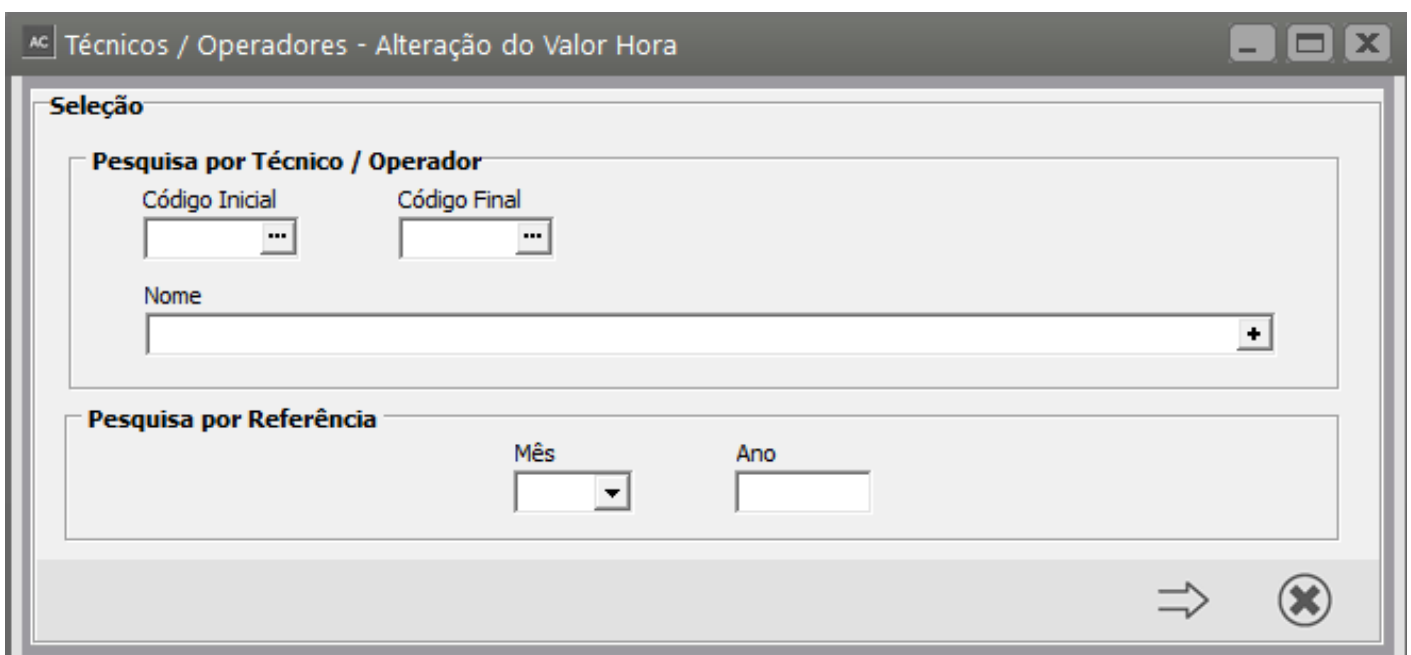 AC Técnicos / Operadores - Alteração do Valor Hora
Seleção
Pesquisa por Técnico / Operador
Código Inicial Código Final
... ...
Nome
+
Pesquisa por Referência
Mês Ano